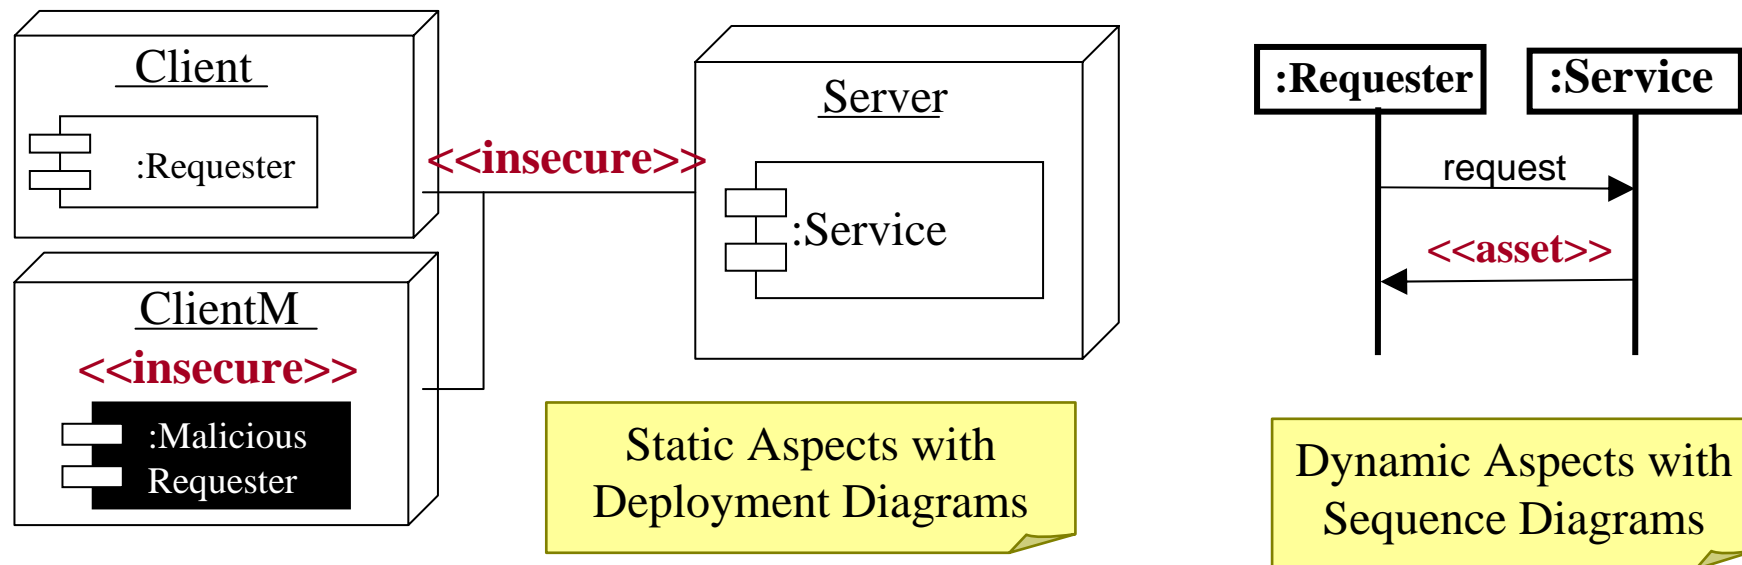 Client
:Requester
<<insecure>>
Server
:Service
ClientM
<<insecure>>
:Malicious
Requester
Static Aspects with
Deployment Diagrams
:Requester
:Service
request
<<asset>>
Dynamic Aspects with
Sequence Diagrams